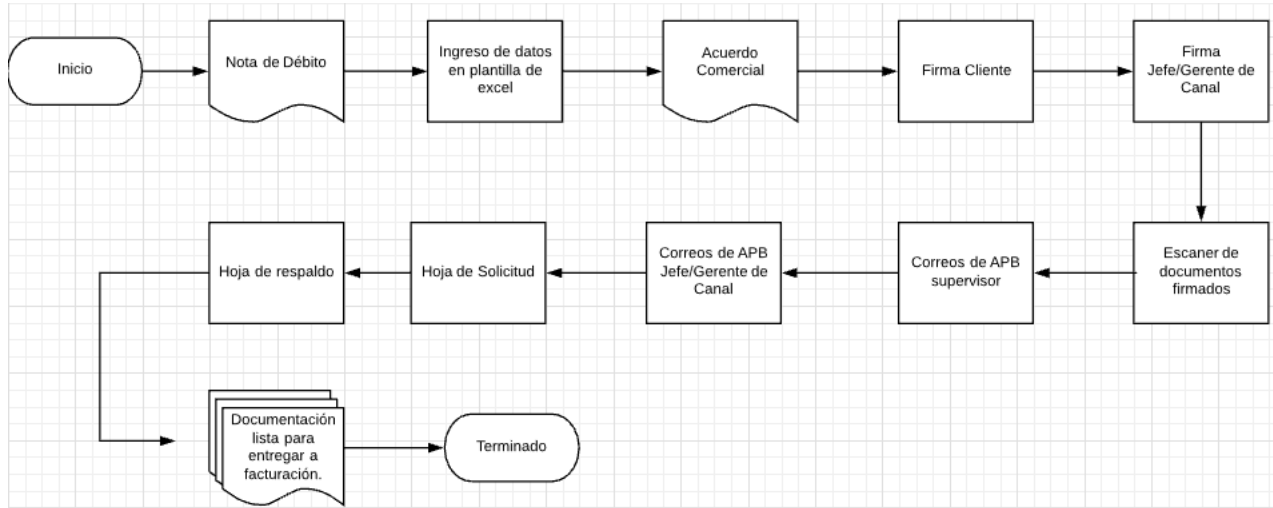 Inicio
Nota de Débito
Ingreso de datos
en plantilla de
excel
Acuerdo
Comercial
Firma Cliente
Firma
Jefe/Gerente de
Canal
Escaner de
documentos
firmados
Correos de APB
supervisor
Correos de APB
Jefe/Gerente de
Canal
Hoja de Solicitud
Hoja de respaldo
Documentación
lista para
entregar a
facturación.
Terminado